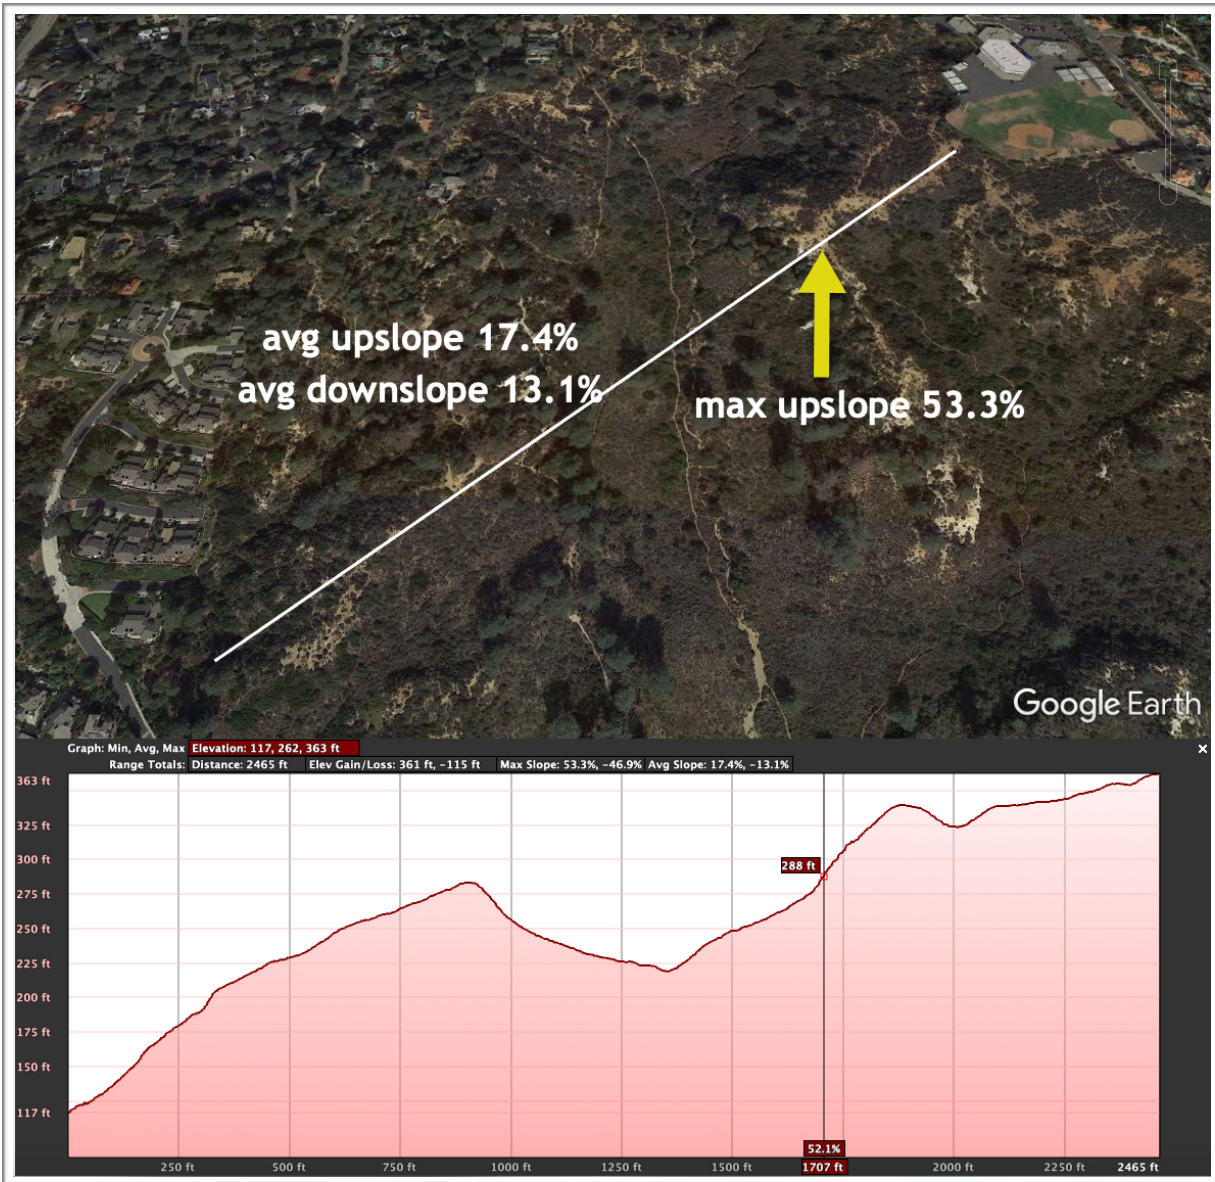 avg upslope 17.4%
avg downslope 13.1%
max upslope 53.3%
Google Earth
Graph: Min, Avg, Max Elevation: 117, 262, 363 ft
Range Totals: Distance: 2465 ft Elev Gain/Loss: 361 ft, -115 ft Max Slope: 53.3%, -46.9% Avg Slope: 17.4%, -13.1%
363 ft
325 ft
300 ft
288 ft
275 ft
250 ft
225 ft
200 ft
175 ft
150 ft
117 ft
52.1%
250 ft 500 ft 750 ft 1000 ft 1250 ft 1500 ft 1707 ft 2000 ft 2250 ft 2465 ft